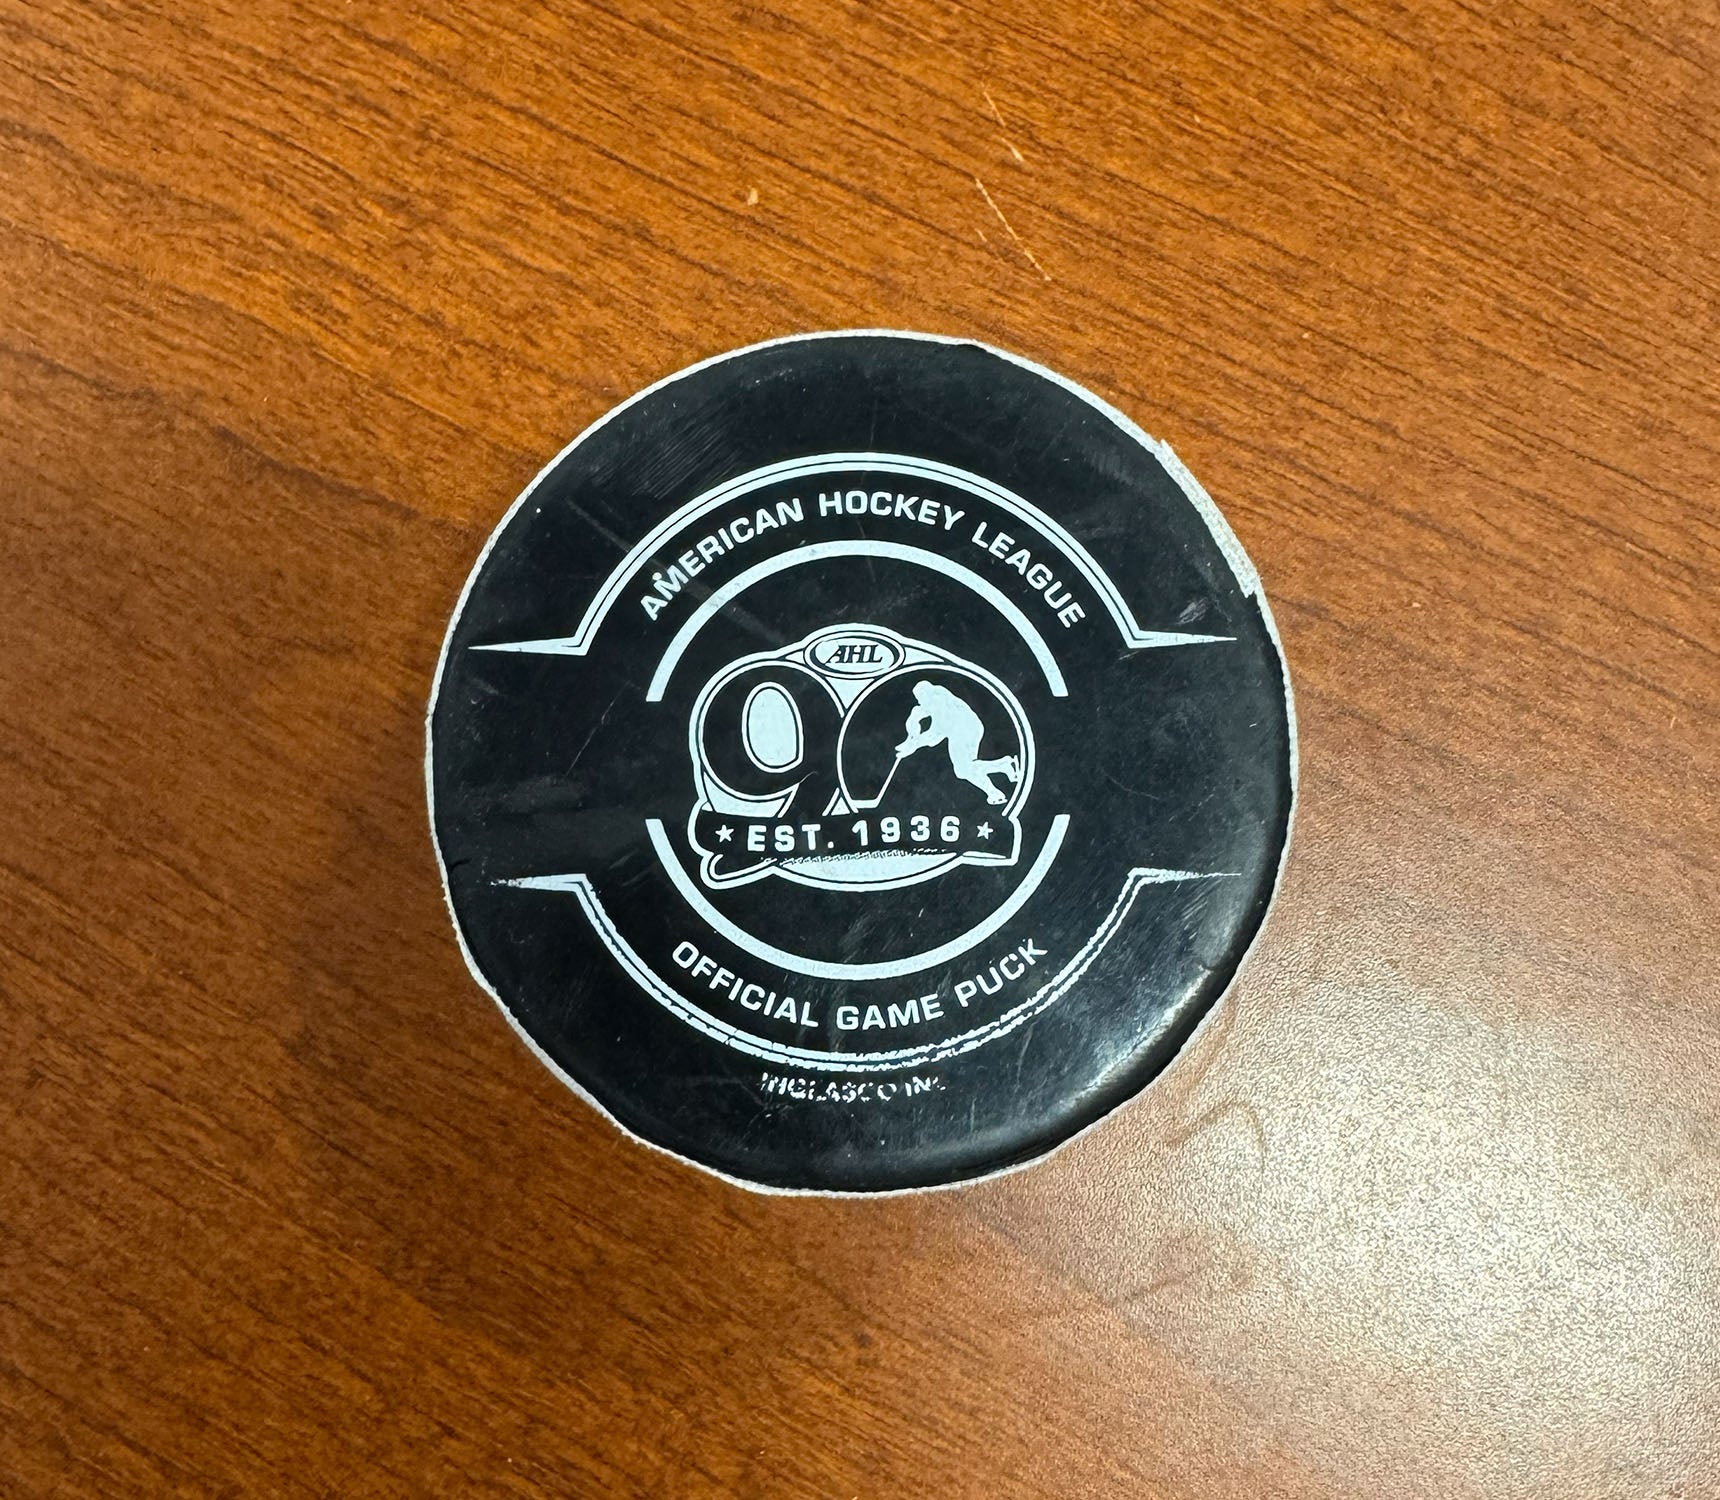 AMERICAN HOCKEY LEAGUE
AHL
90
★ EST. 1936 ★
OFFICIAL GAME PUCK
INGLASCO INC